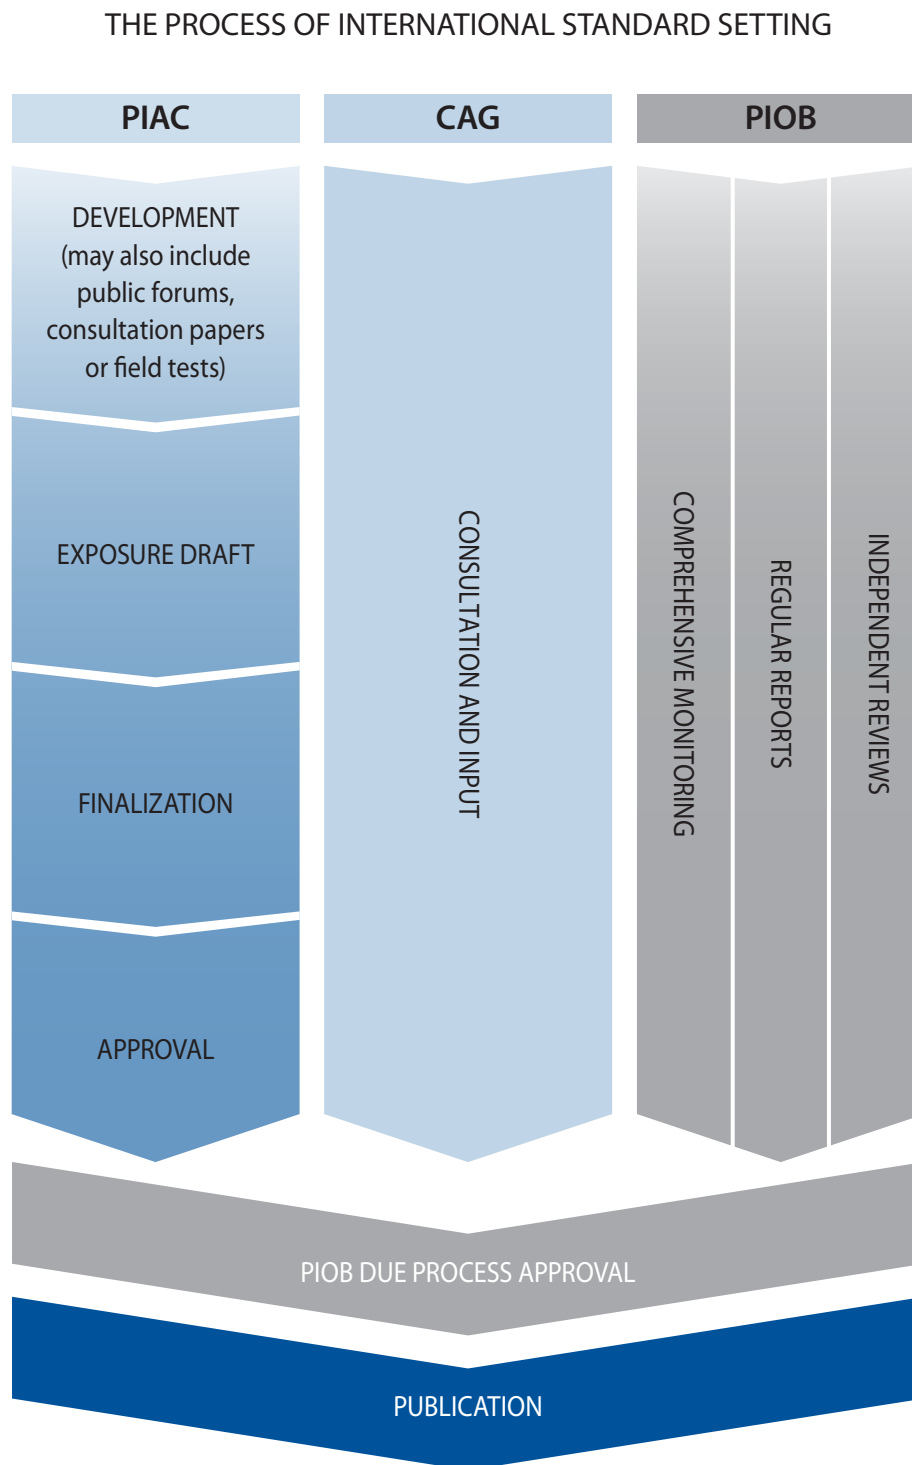 THE PROCESS OF INTERNATIONAL STANDARD SETTING
PIAC
CAG
PIOB
DEVELOPMENT
(may also include
public forums,
consultation papers
or field tests)
EXPOSURE DRAFT
FINALIZATION
APPROVAL
CONSULTATION AND INPUT
COMPREHENSIVE MONITORING
REGULAR REPORTS
INDEPENDENT REVIEWS
PIOB DUE PROCESS APPROVAL
PUBLICATION